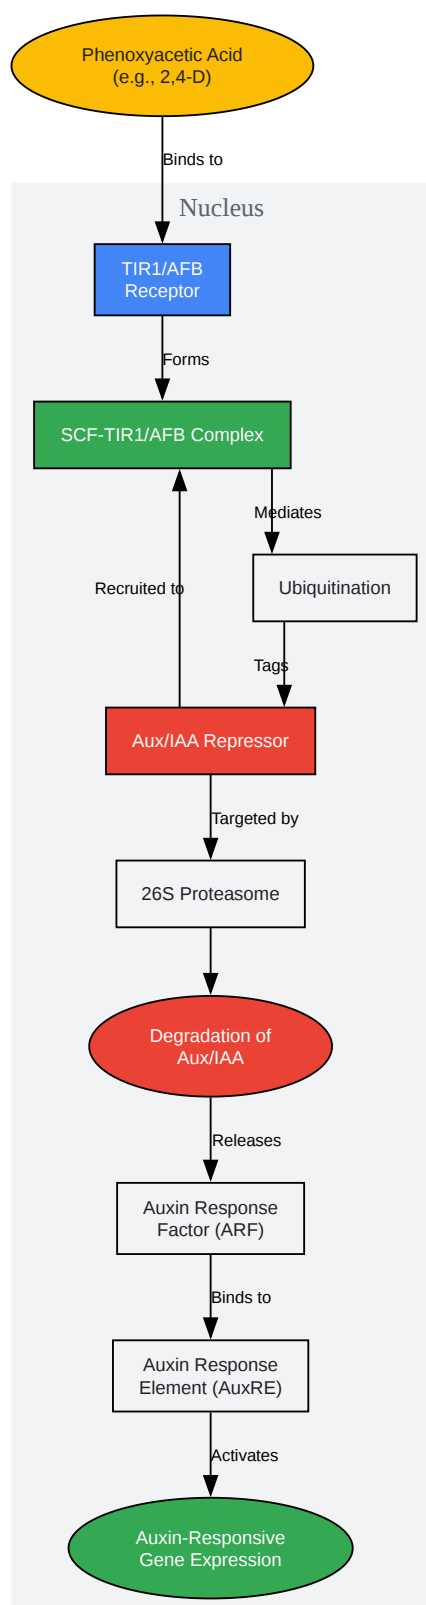 Phenoxyacetic Acid
(e.g., 2,4-D)
Binds to
Nucleus
TIR1/AFB
Receptor
Forms
SCF-TIR1/AFB Complex
Mediates
Recruited to
Ubiquitination
Tags
Aux/IAA Repressor
Targeted by
26S Proteasome
Degradation of
Aux/IAA
Releases
Auxin Response
Factor (ARF)
Binds to
Auxin Response
Element (AuxRE)
Activates
Auxin-Responsive
Gene Expression